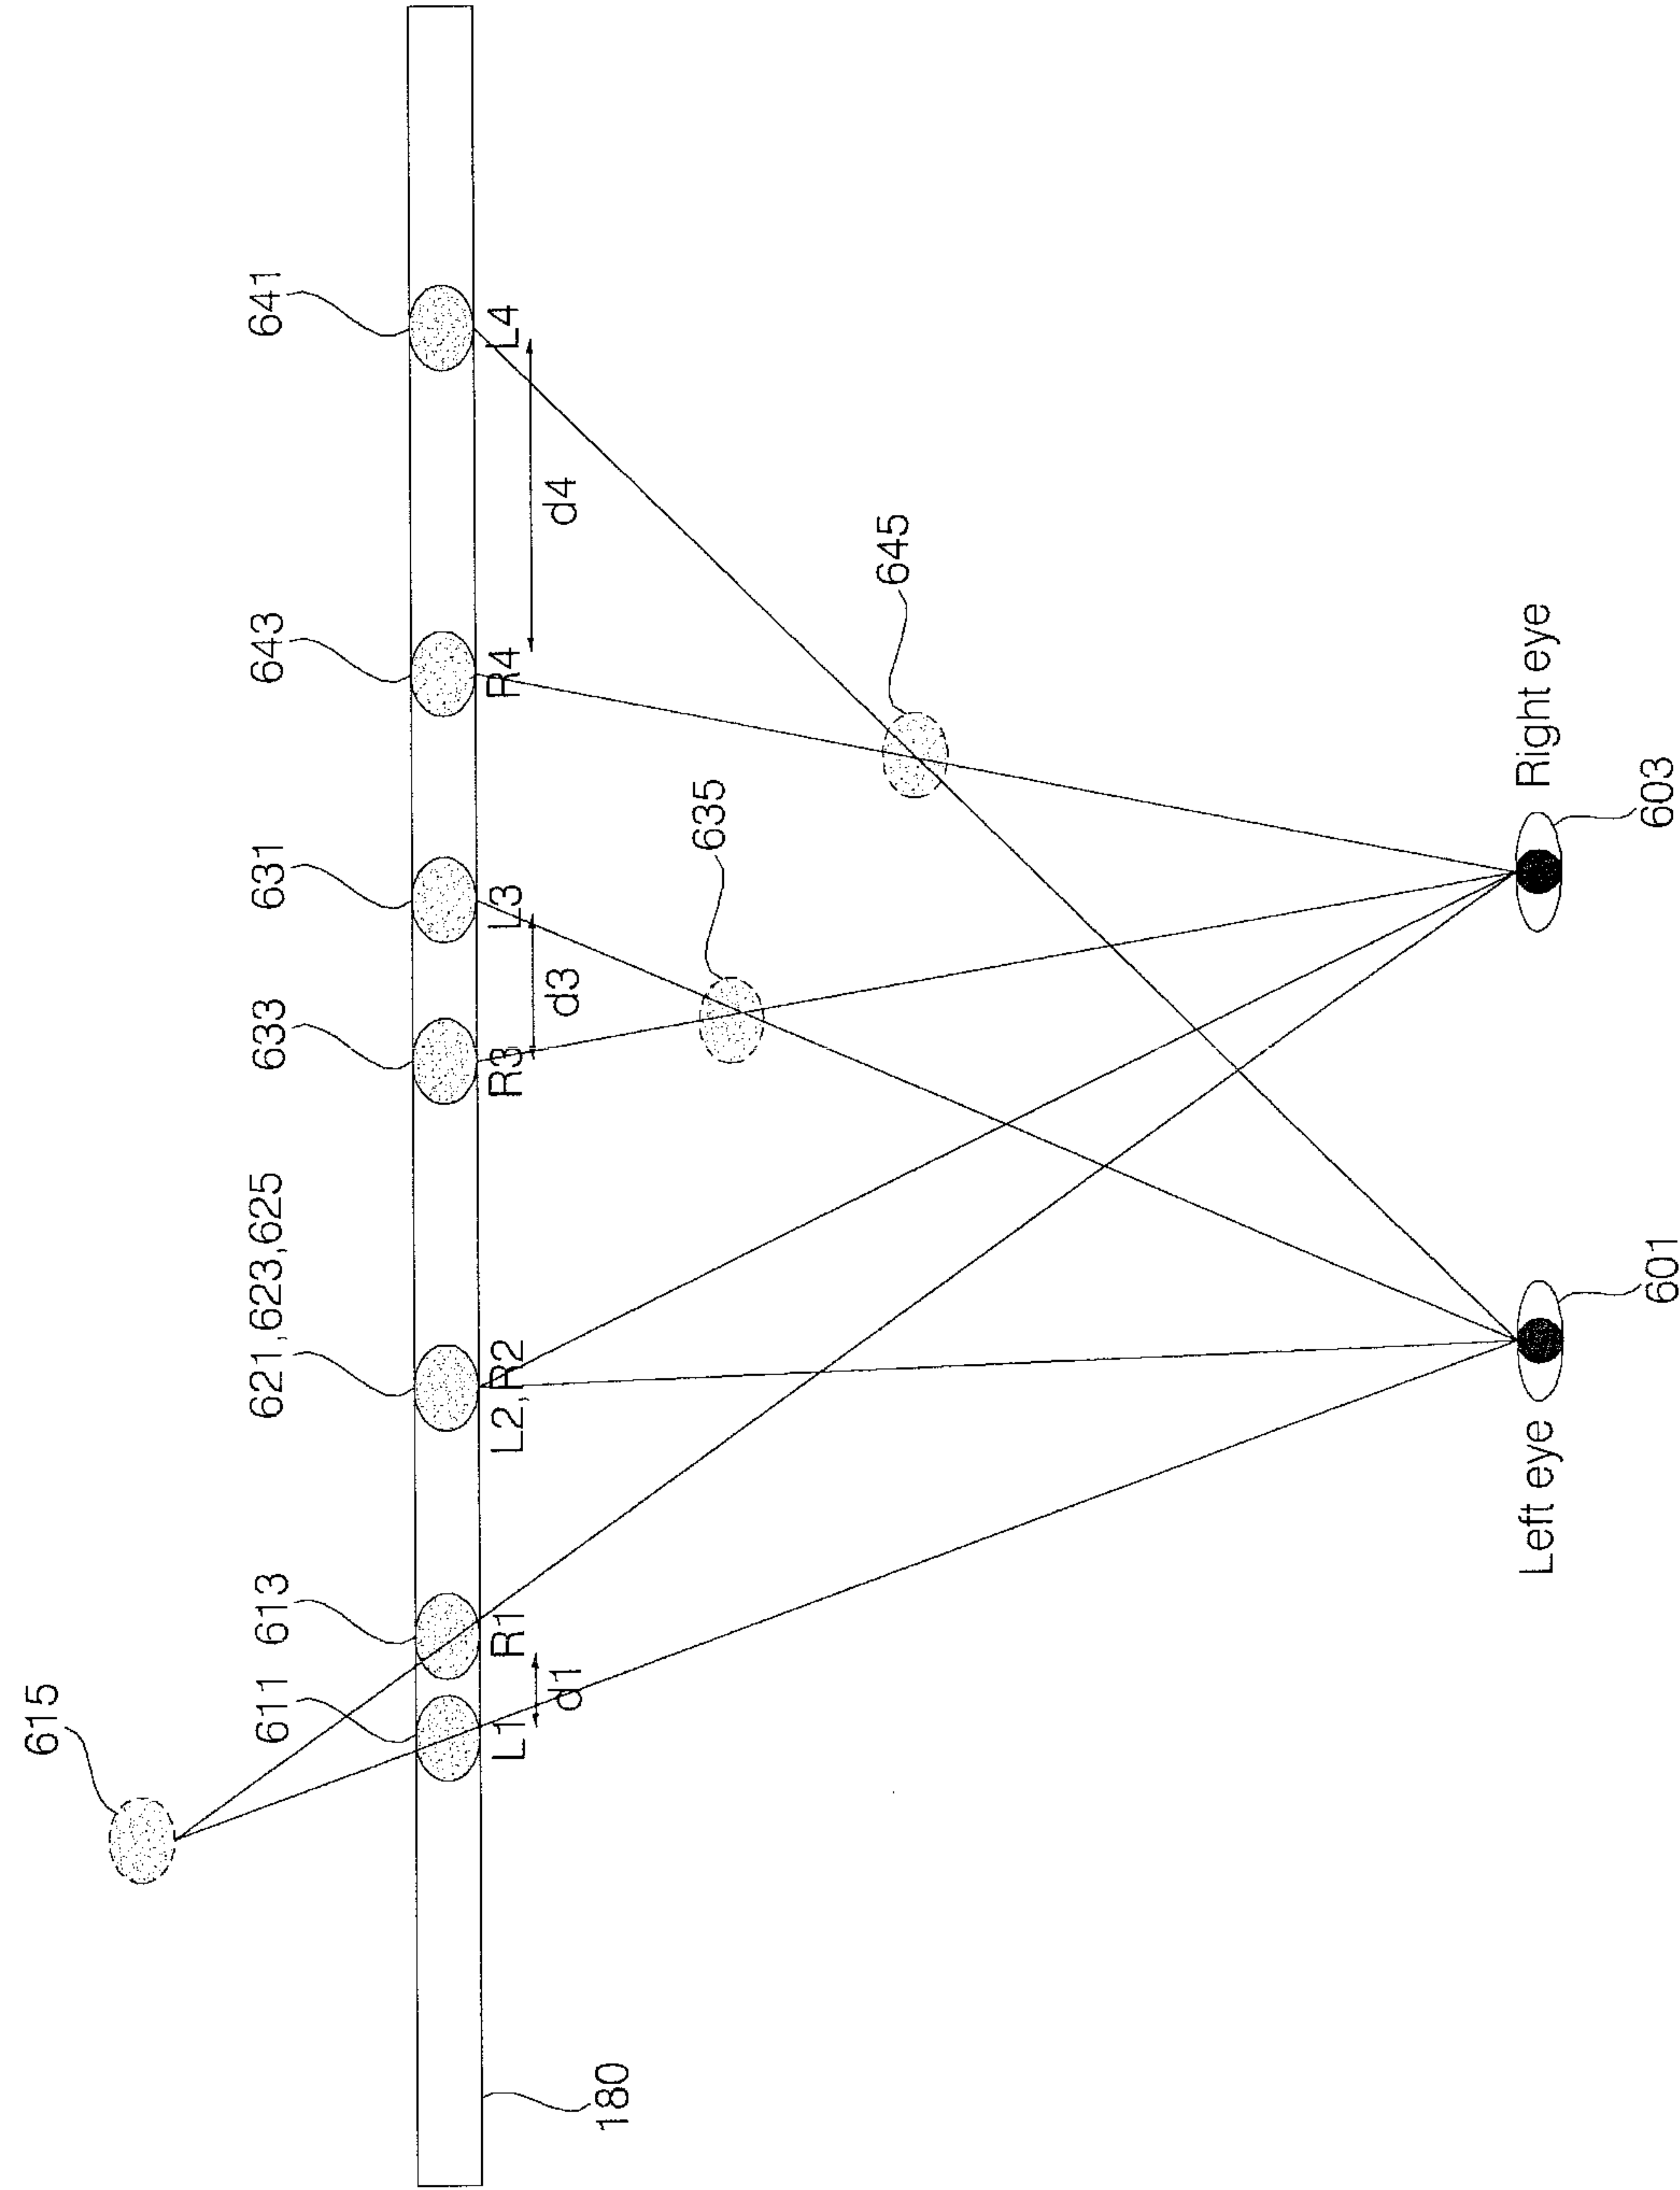 615
611
613
621,623,625
633
631
643
641
L1
R1
L2,R2
R3
L3
R4
L4
d1
d3
d4
635
645
180
Left eye
Right eye
601
603